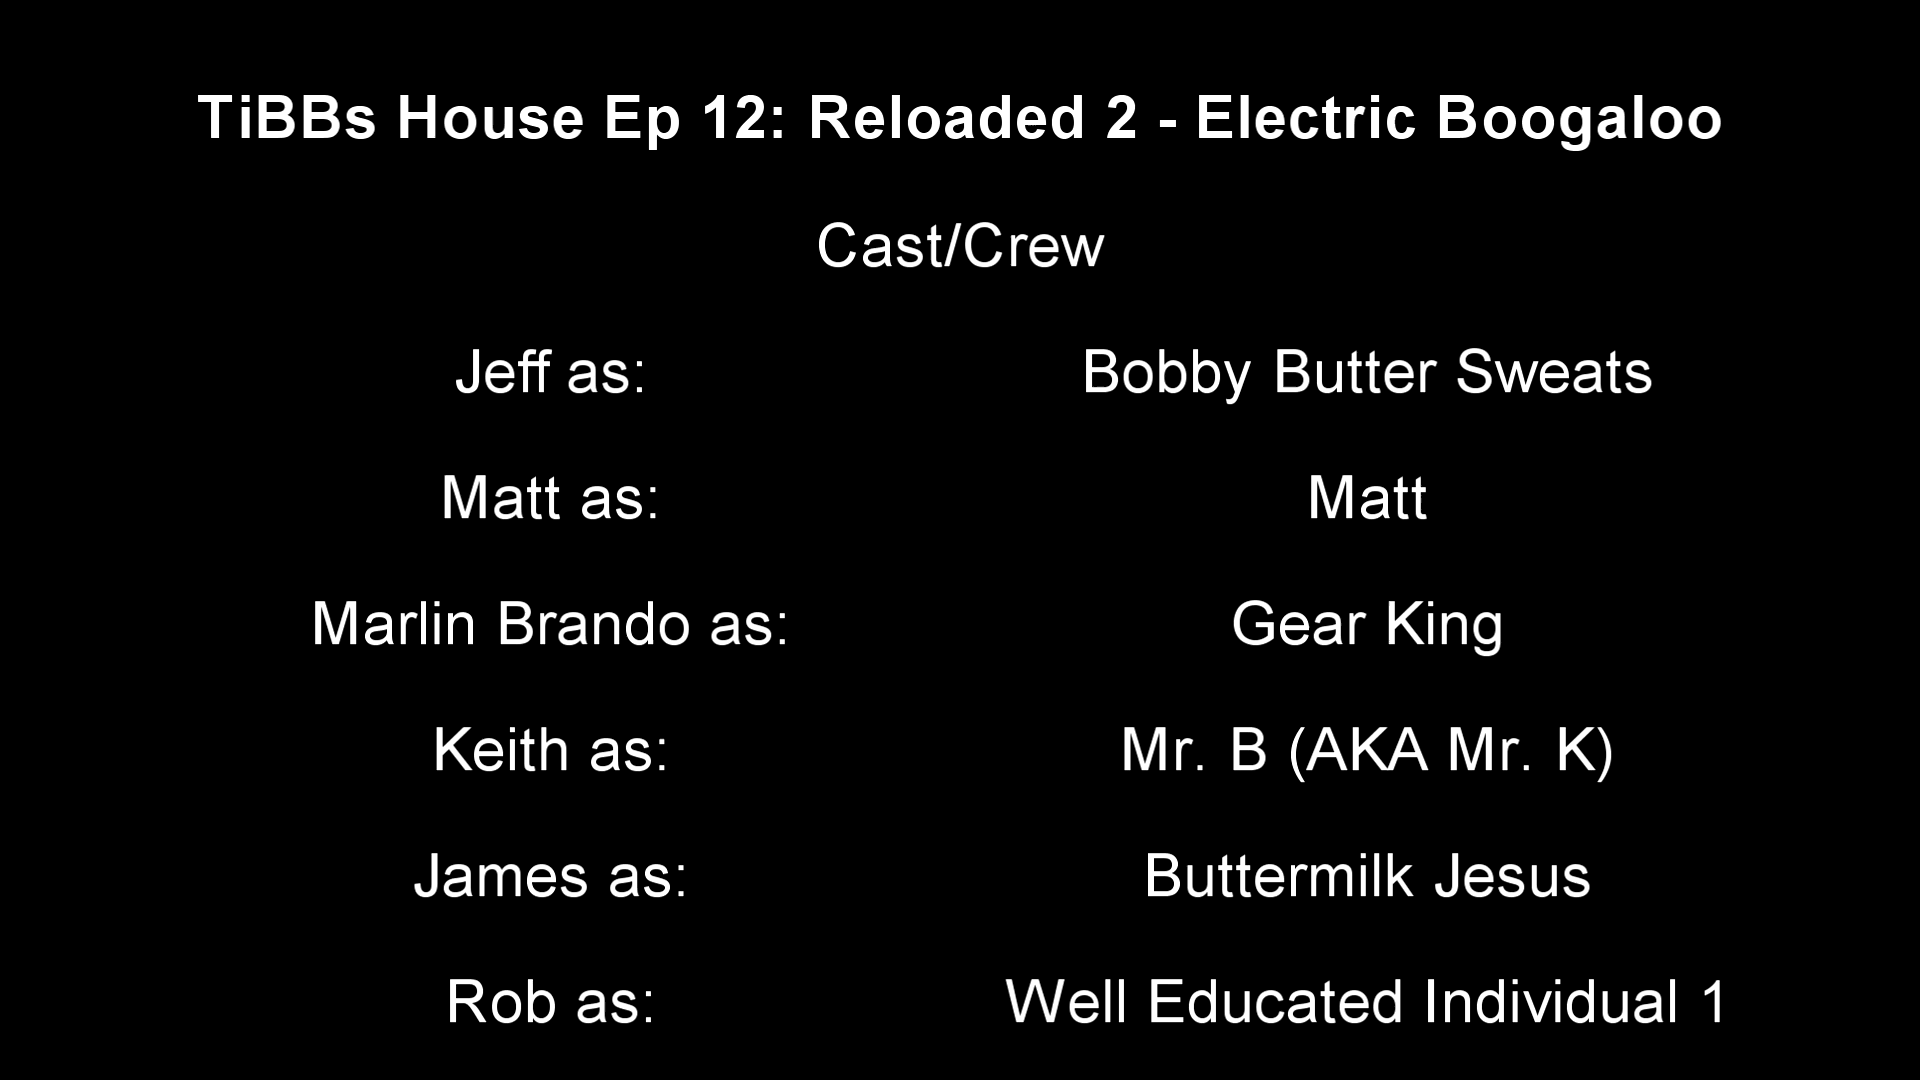 TiBBs House Ep 12: Reloaded 2 - Electric Boogaloo
Cast/Crew
Jeff as: Bobby Butter Sweats
Matt as: Matt
Marlin Brando as: Gear King
Keith as: Mr. B (AKA Mr. K)
James as: Buttermilk Jesus
Rob as: Well Educated Individual 1